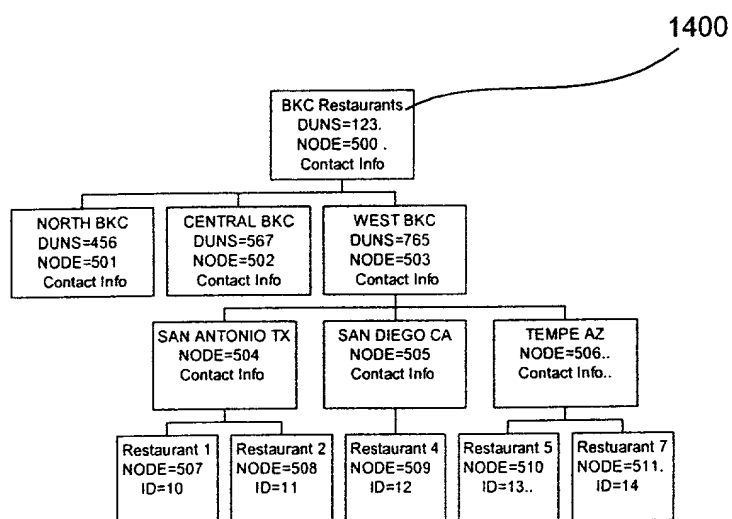 1400
BKC Restaurants
DUNS=123.
NODE=500 .
Contact Info
NORTH BKC
DUNS=456
NODE=501
Contact Info
CENTRAL BKC
DUNS=567
NODE=502
Contact Info
WEST BKC
DUNS=765
NODE=503
Contact Info
SAN ANTONIO TX
NODE=504
Contact Info
SAN DIEGO CA
NODE=505
Contact Info
TEMPE AZ
NODE=506..
Contact Info..
Restaurant 1
NODE=507
ID=10
Restaurant 2
NODE=508
ID=11
Restaurant 4
NODE=509
ID=12
Restaurant 5
NODE=510
ID=13..
Restuarant 7
NODE=511.
ID=14